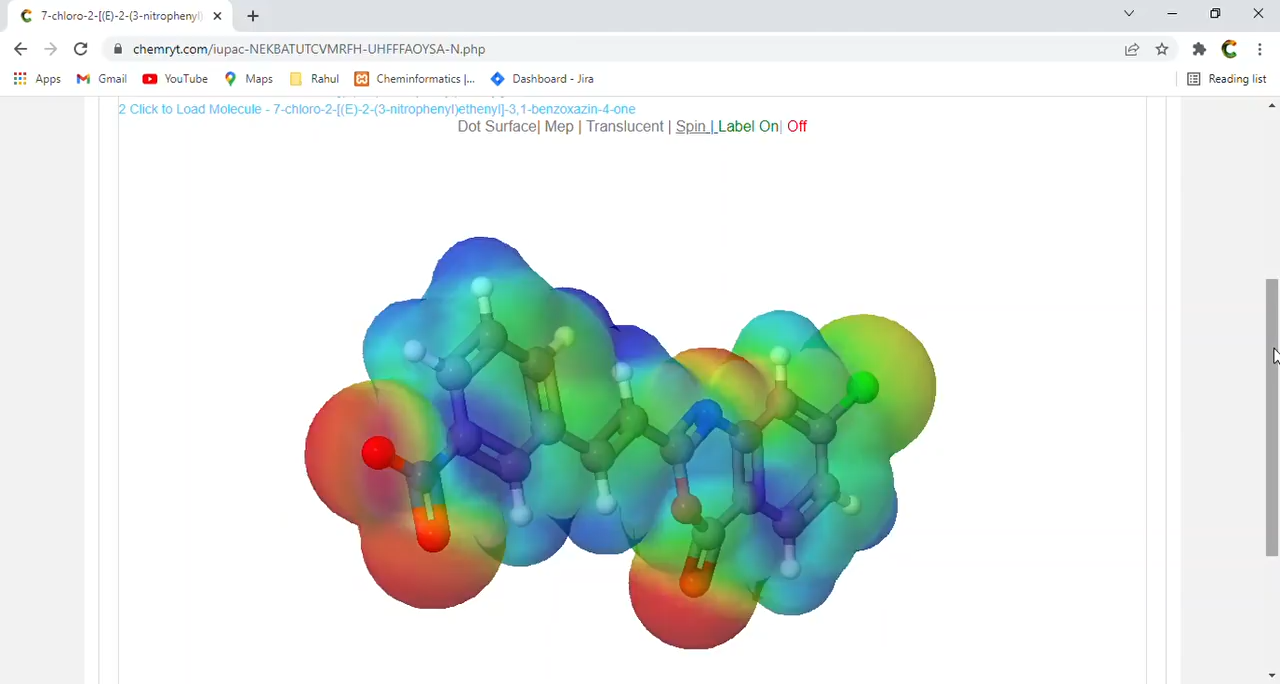 7-chloro-2-[(E)-2-(3-nitrophenyl)
chemryt.com/iupac-NEKBATUTCVMRFH-UHFFFAOYSA-N.php
Apps Gmail YouTube Maps Rahul Cheminformatics |... Dashboard - Jira Reading list
2 Click to Load Molecule - 7-chloro-2-[(E)-2-(3-nitrophenyl)ethenyl]-3,1-benzoxazin-4-one
Dot Surface| Mep | Translucent | Spin | Label On| Off